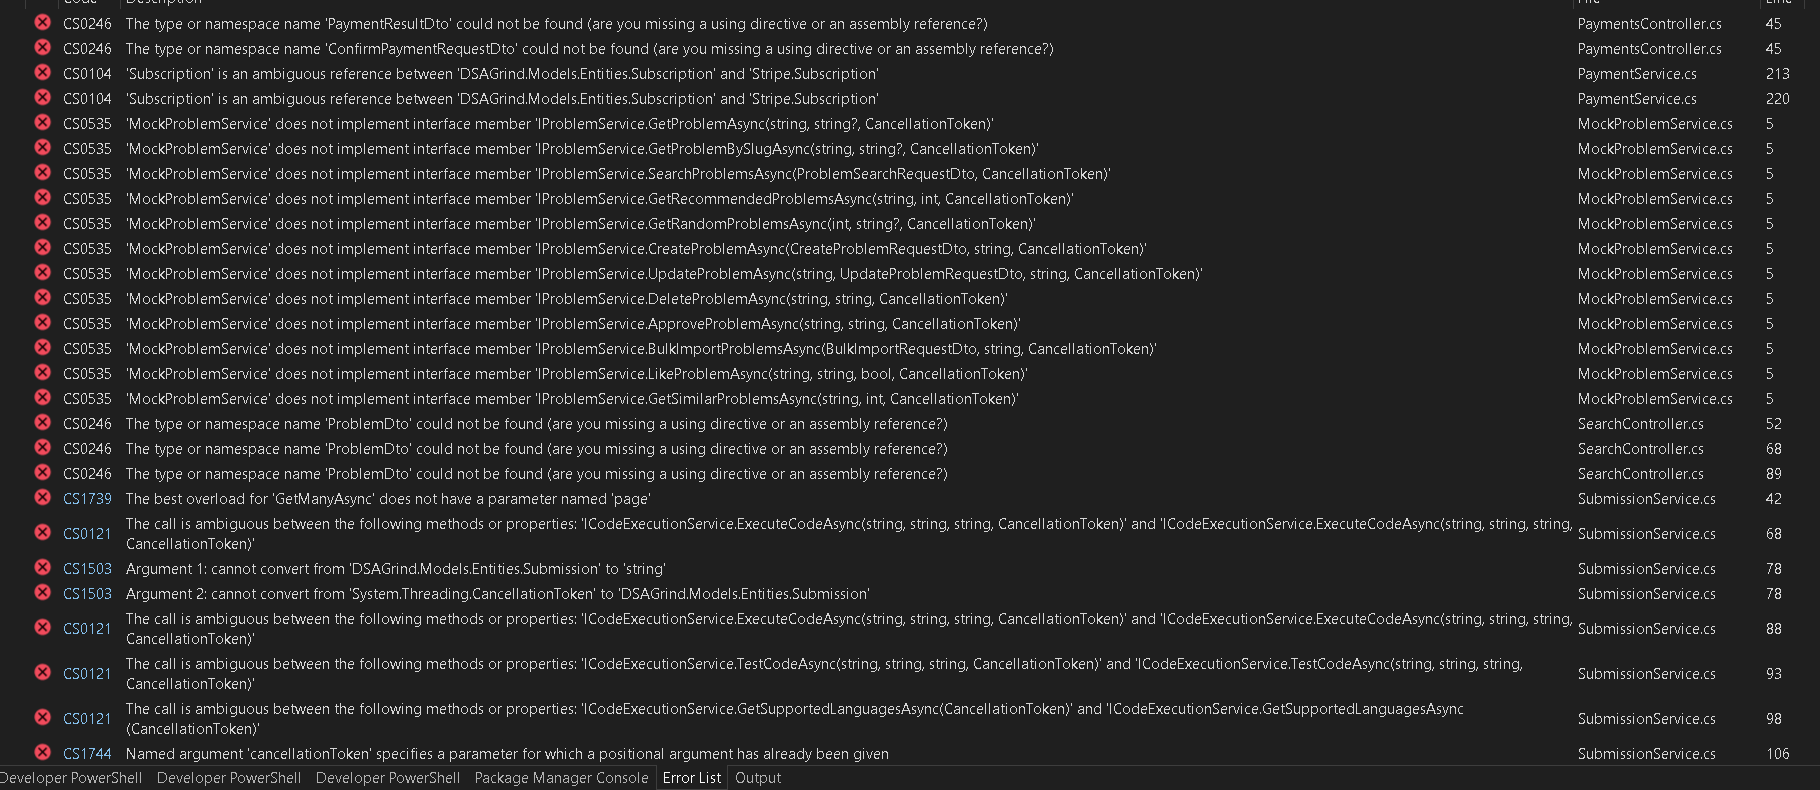 Code Description File Line
CS0246 The type or namespace name 'PaymentResultDto' could not be found (are you missing a using directive or an assembly reference?) PaymentsController.cs 45
CS0246 The type or namespace name 'ConfirmPaymentRequestDto' could not be found (are you missing a using directive or an assembly reference?) PaymentsController.cs 45
CS0104 'Subscription' is an ambiguous reference between 'DSAGrind.Models.Entities.Subscription' and 'Stripe.Subscription' PaymentService.cs 213
CS0104 'Subscription' is an ambiguous reference between 'DSAGrind.Models.Entities.Subscription' and 'Stripe.Subscription' PaymentService.cs 220
CS0535 'MockProblemService' does not implement interface member 'IProblemService.GetProblemAsync(string, string?, CancellationToken)' MockProblemService.cs 5
CS0535 'MockProblemService' does not implement interface member 'IProblemService.GetProblemBySlugAsync(string, string?, CancellationToken)' MockProblemService.cs 5
CS0535 'MockProblemService' does not implement interface member 'IProblemService.SearchProblemsAsync(ProblemSearchRequestDto, CancellationToken)' MockProblemService.cs 5
CS0535 'MockProblemService' does not implement interface member 'IProblemService.GetRecommendedProblemsAsync(string, int, CancellationToken)' MockProblemService.cs 5
CS0535 'MockProblemService' does not implement interface member 'IProblemService.GetRandomProblemsAsync(int, string?, CancellationToken)' MockProblemService.cs 5
CS0535 'MockProblemService' does not implement interface member 'IProblemService.CreateProblemAsync(CreateProblemRequestDto, string, CancellationToken)' MockProblemService.cs 5
CS0535 'MockProblemService' does not implement interface member 'IProblemService.UpdateProblemAsync(string, UpdateProblemRequestDto, string, CancellationToken)' MockProblemService.cs 5
CS0535 'MockProblemService' does not implement interface member 'IProblemService.DeleteProblemAsync(string, string, CancellationToken)' MockProblemService.cs 5
CS0535 'MockProblemService' does not implement interface member 'IProblemService.ApproveProblemAsync(string, string, CancellationToken)' MockProblemService.cs 5
CS0535 'MockProblemService' does not implement interface member 'IProblemService.BulkImportProblemsAsync(BulkImportRequestDto, string, CancellationToken)' MockProblemService.cs 5
CS0535 'MockProblemService' does not implement interface member 'IProblemService.LikeProblemAsync(string, string, bool, CancellationToken)' MockProblemService.cs 5
CS0535 'MockProblemService' does not implement interface member 'IProblemService.GetSimilarProblemsAsync(string, int, CancellationToken)' MockProblemService.cs 5
CS0246 The type or namespace name 'ProblemDto' could not be found (are you missing a using directive or an assembly reference?) SearchController.cs 52
CS0246 The type or namespace name 'ProblemDto' could not be found (are you missing a using directive or an assembly reference?) SearchController.cs 68
CS0246 The type or namespace name 'ProblemDto' could not be found (are you missing a using directive or an assembly reference?) SearchController.cs 89
CS1739 The best overload for 'GetManyAsync' does not have a parameter named 'page' SubmissionService.cs 42
CS0121 The call is ambiguous between the following methods or properties: 'ICodeExecutionService.ExecuteCodeAsync(string, string, string, CancellationToken)' and 'ICodeExecutionService.ExecuteCodeAsync(string, string, string, SubmissionService.cs 68
CancellationToken)'
CS1503 Argument 1: cannot convert from 'DSAGrind.Models.Entities.Submission' to 'string' SubmissionService.cs 78
CS1503 Argument 2: cannot convert from 'System.Threading.CancellationToken' to 'DSAGrind.Models.Entities.Submission' SubmissionService.cs 78
CS0121 The call is ambiguous between the following methods or properties: 'ICodeExecutionService.ExecuteCodeAsync(string, string, string, CancellationToken)' and 'ICodeExecutionService.ExecuteCodeAsync(string, string, string, SubmissionService.cs 88
CancellationToken)'
CS0121 The call is ambiguous between the following methods or properties: 'ICodeExecutionService.TestCodeAsync(string, string, string, CancellationToken)' and 'ICodeExecutionService.TestCodeAsync(string, string, string, SubmissionService.cs 93
CancellationToken)'
CS0121 The call is ambiguous between the following methods or properties: 'ICodeExecutionService.GetSupportedLanguagesAsync(CancellationToken)' and 'ICodeExecutionService.GetSupportedLanguagesAsync SubmissionService.cs 98
(CancellationToken)'
CS1744 Named argument 'cancellationToken' specifies a parameter for which a positional argument has already been given SubmissionService.cs 106
Developer PowerShell Developer PowerShell Developer PowerShell Package Manager Console Error List Output